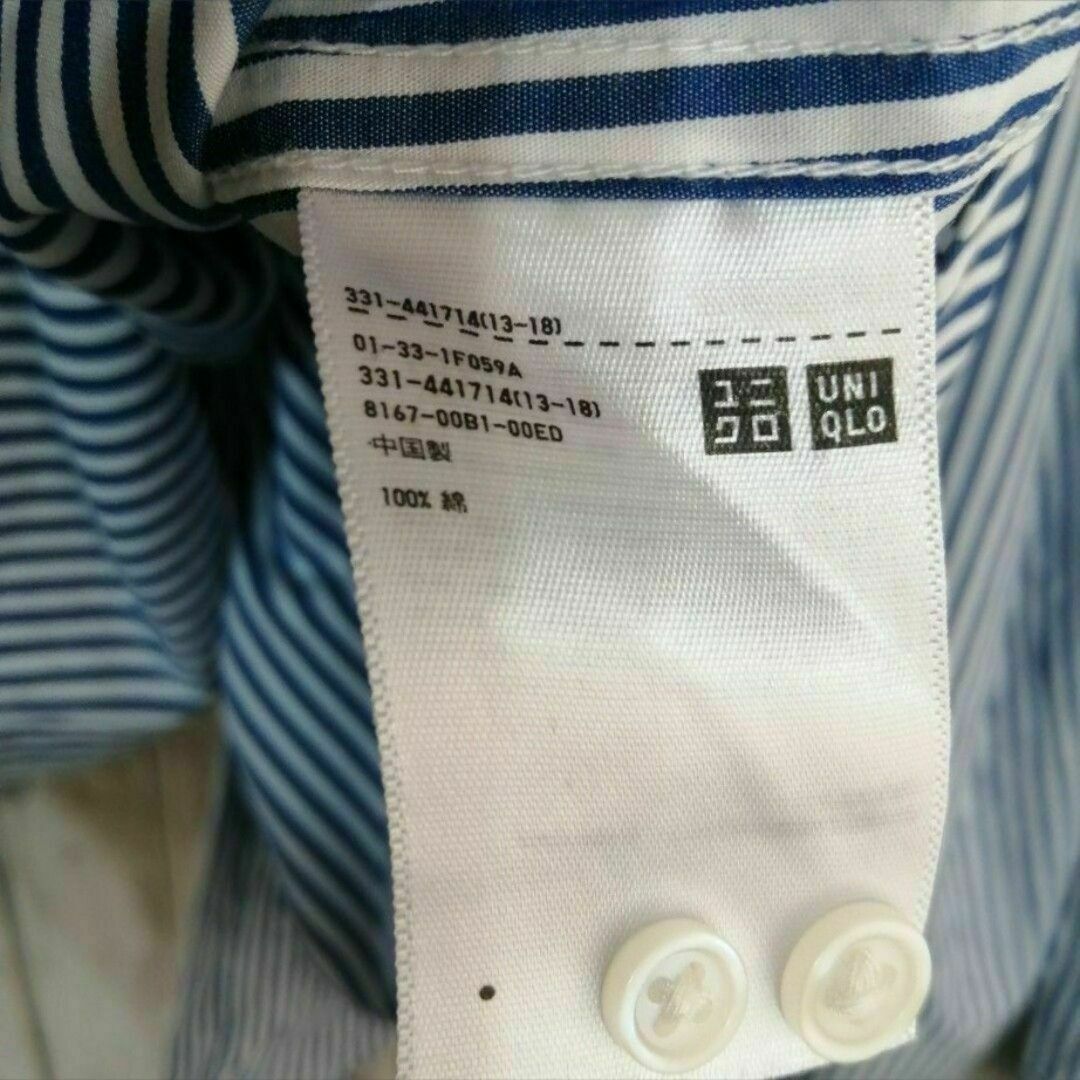 331-441714(13-18)
01-33-1F059A
331-441714(13-18)
8167-00B1-00ED
中国製
100% 綿
ユニ
クロ
UNI
QLO